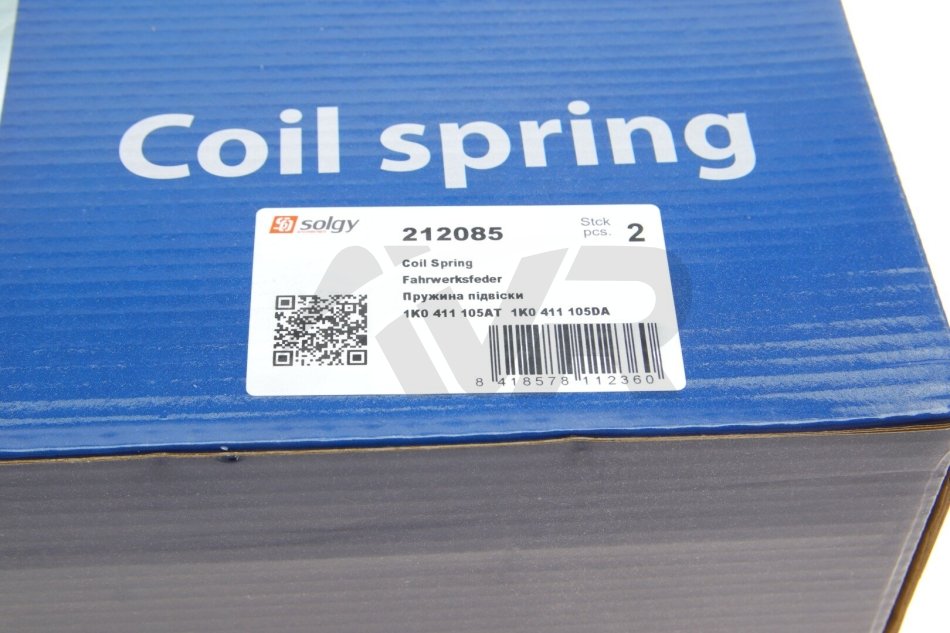 Coil spring
solgy
212085
Stck
pcs. 2
Coil Spring
Fahrwerksfeder
Пружина підвіски
1K0 411 105AT 1K0 411 105DA
8 418578 112360